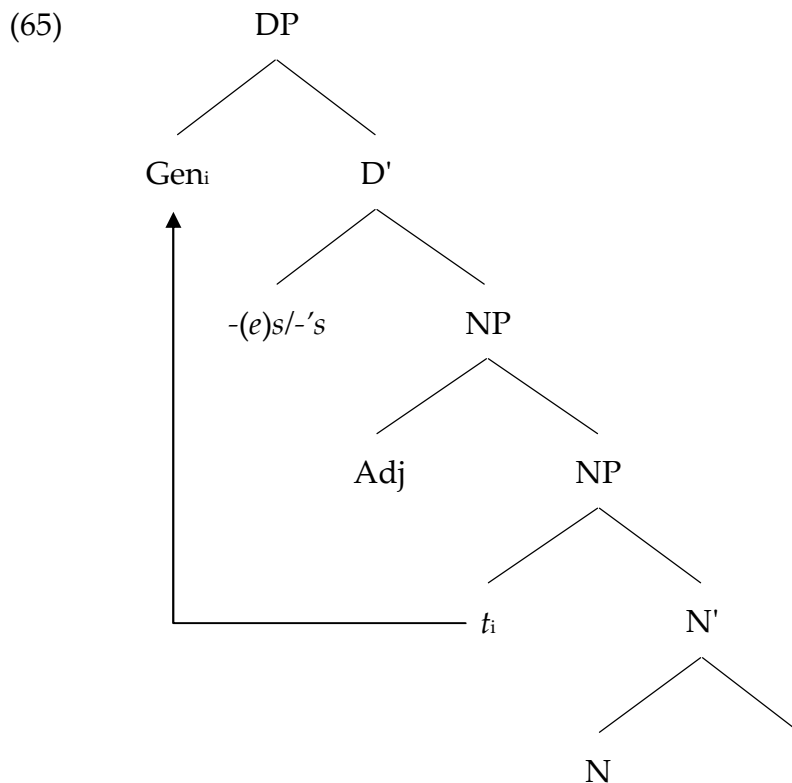 (65) DP
Genᵢ D'
-(e)s/-'s NP
Adj NP
tᵢ N'
N